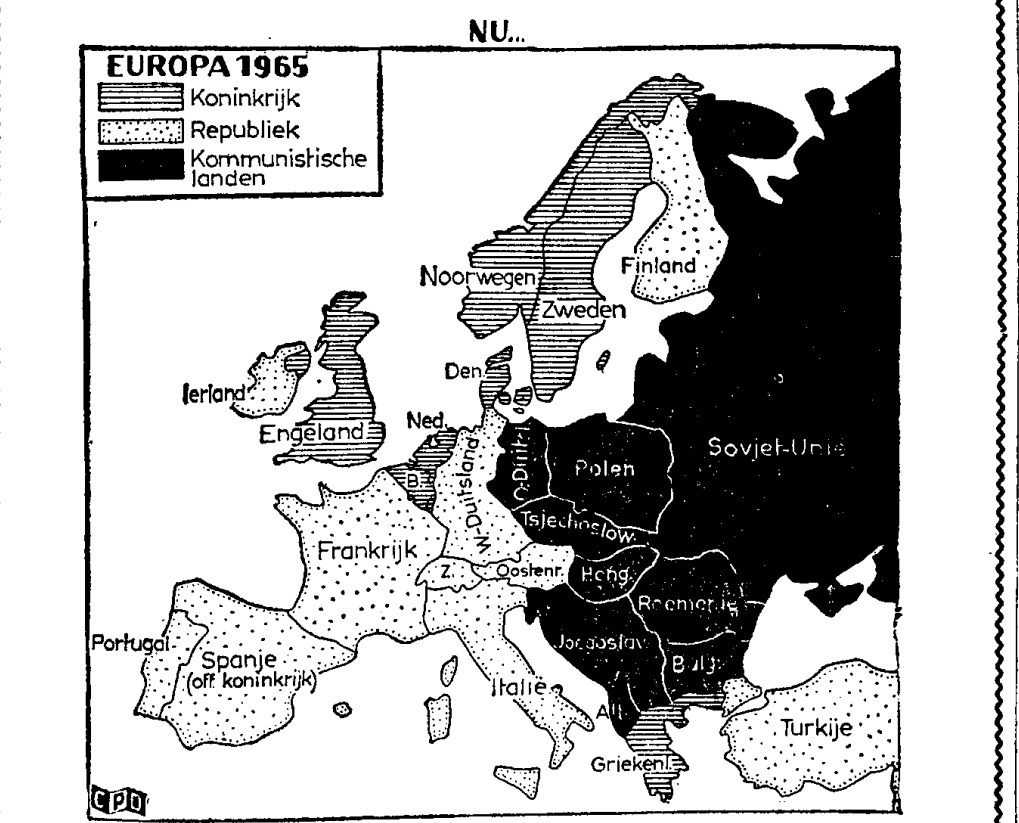 NU...
EUROPA 1965
Koninkrijk
Republiek
Kommunistische
landen
Noorwegen
Finland
Zweden
Den.
Ierland
Ned.
Engeland
B.
W-Duitsland
Polen
Sovjet-Unie
Tsjechoslow.
Frankrijk
Z.
Oostenr.
Hong.
Roemenië
Portugal
Spanje
(off. koninkrijk)
Joegoslav.
Bulg.
Italië
Alb.
Turkije
Griekenl.
CPD